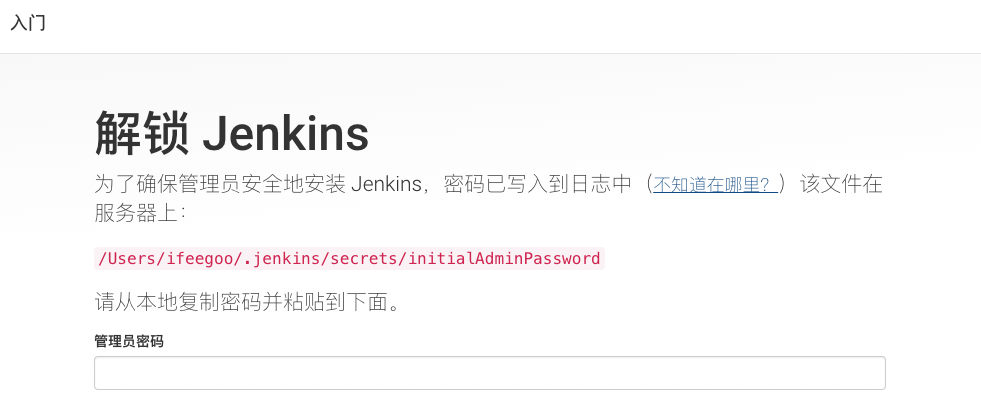 入门
解锁 Jenkins
为了确保管理员安全地安装 Jenkins，密码已写入到日志中（不知道在哪里？）该文件在
服务器上：
/Users/ifeegoo/.jenkins/secrets/initialAdminPassword
请从本地复制密码并粘贴到下面。
管理员密码